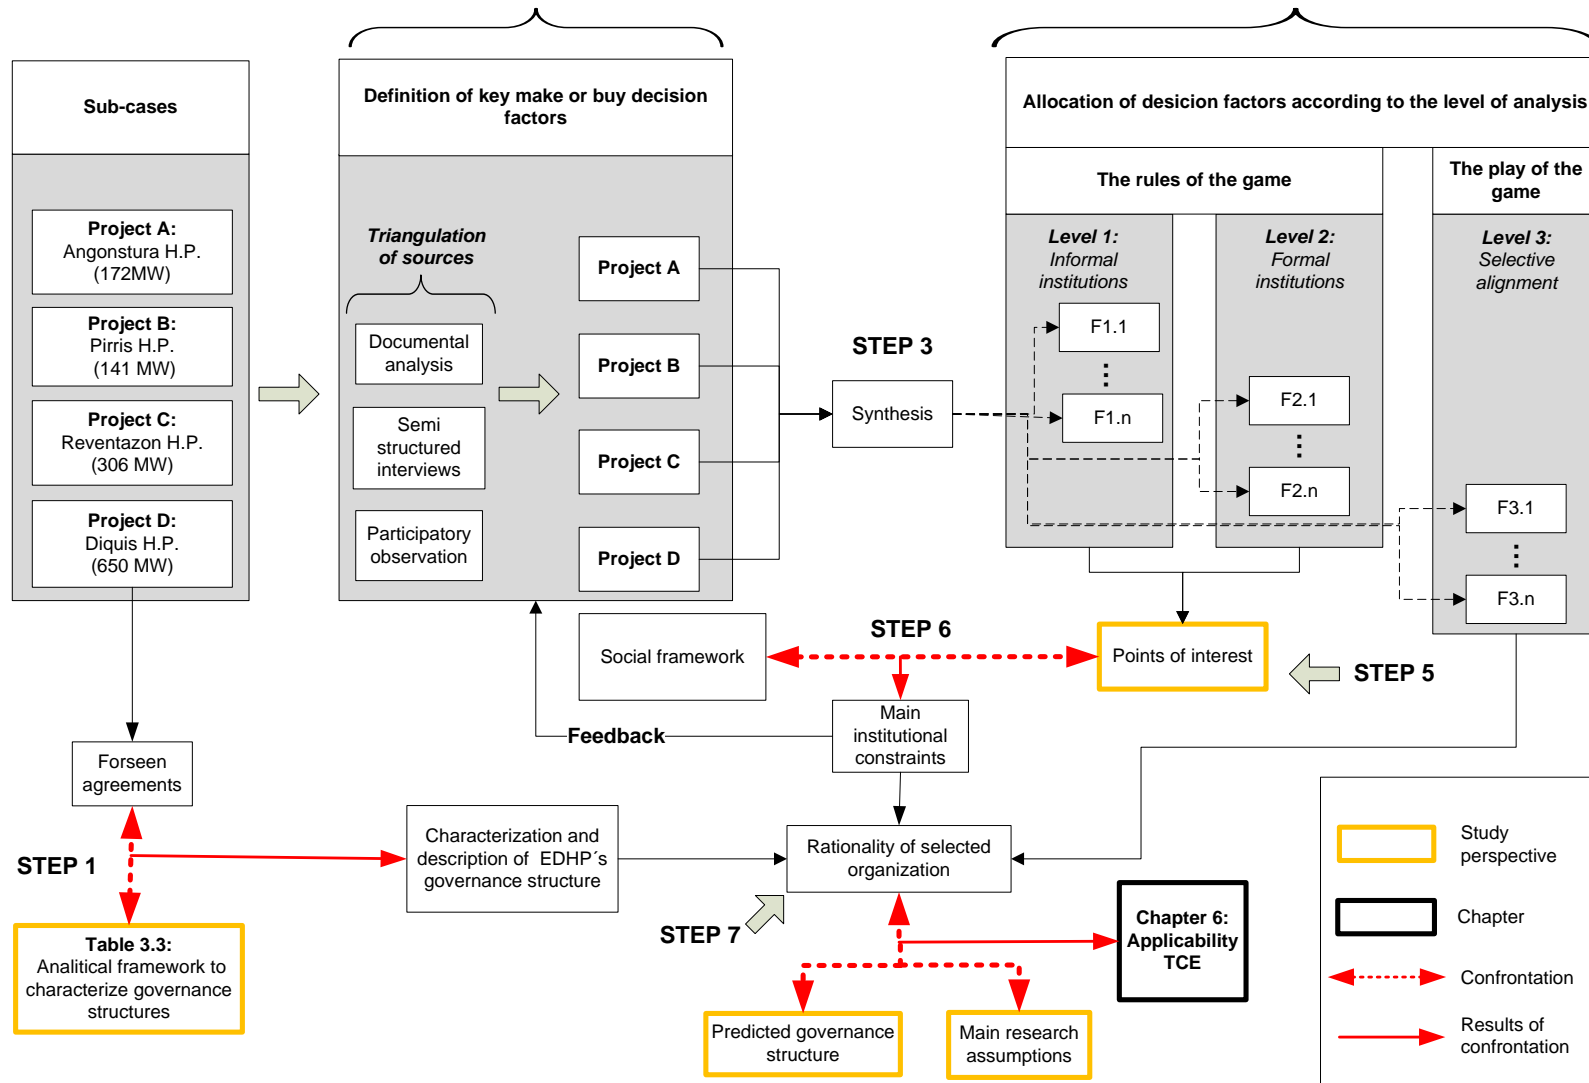 Sub-cases
Project A:
Angonstura H.P.
(172MW)
Project B:
Pirris H.P.
(141 MW)
Project C:
Reventazon H.P.
(306 MW)
Project D:
Diquis H.P.
(650 MW)
Definition of key make or buy decision
factors
Triangulation
of sources
Documental
analysis
Semi
structured
interviews
Participatory
observation
Project A
Project B
Project C
Project D
STEP 3
Synthesis
Allocation of desicion factors according to the level of analysis
The rules of the game
The play of the
game
Level 1:
Informal
institutions
F1.1
F1.n
Level 2:
Formal
institutions
F2.1
F2.n
Level 3:
Selective
alignment
F3.1
F3.n
Social framework
STEP 6
Points of interest
STEP 5
Feedback
Main
institutional
constraints
Forseen
agreements
STEP 1
Characterization and
description of EDHP´s
governance structure
Rationality of selected
organization
STEP 7
Table 3.3:
Analitical framework to
characterize governance
structures
Chapter 6:
Applicability
TCE
Predicted governance
structure
Main research
assumptions
Study
perspective
Chapter
Confrontation
Results of
confrontation